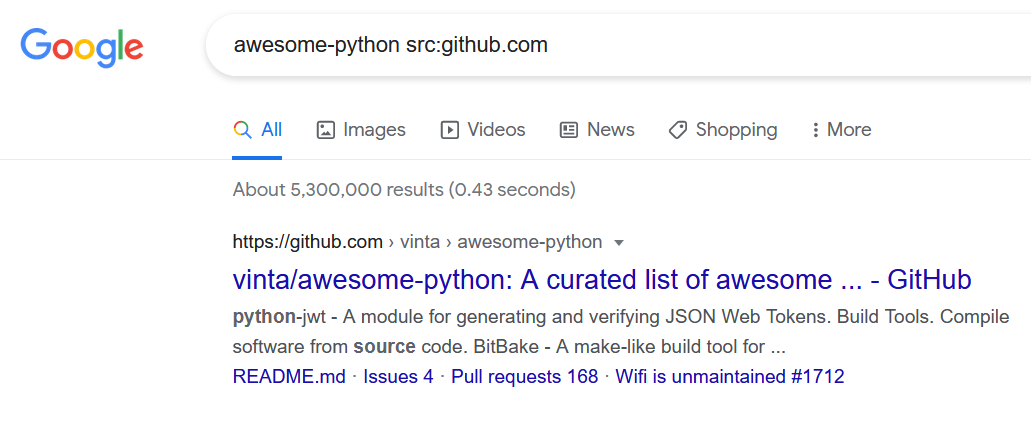 Google
awesome-python src:github.com
All Images Videos News Shopping More
About 5,300,000 results (0.43 seconds)
https://github.com › vinta › awesome-python
vinta/awesome-python: A curated list of awesome ... - GitHub
python-jwt - A module for generating and verifying JSON Web Tokens. Build Tools. Compile
software from source code. BitBake - A make-like build tool for ...
README.md · Issues 4 · Pull requests 168 · Wifi is unmaintained #1712